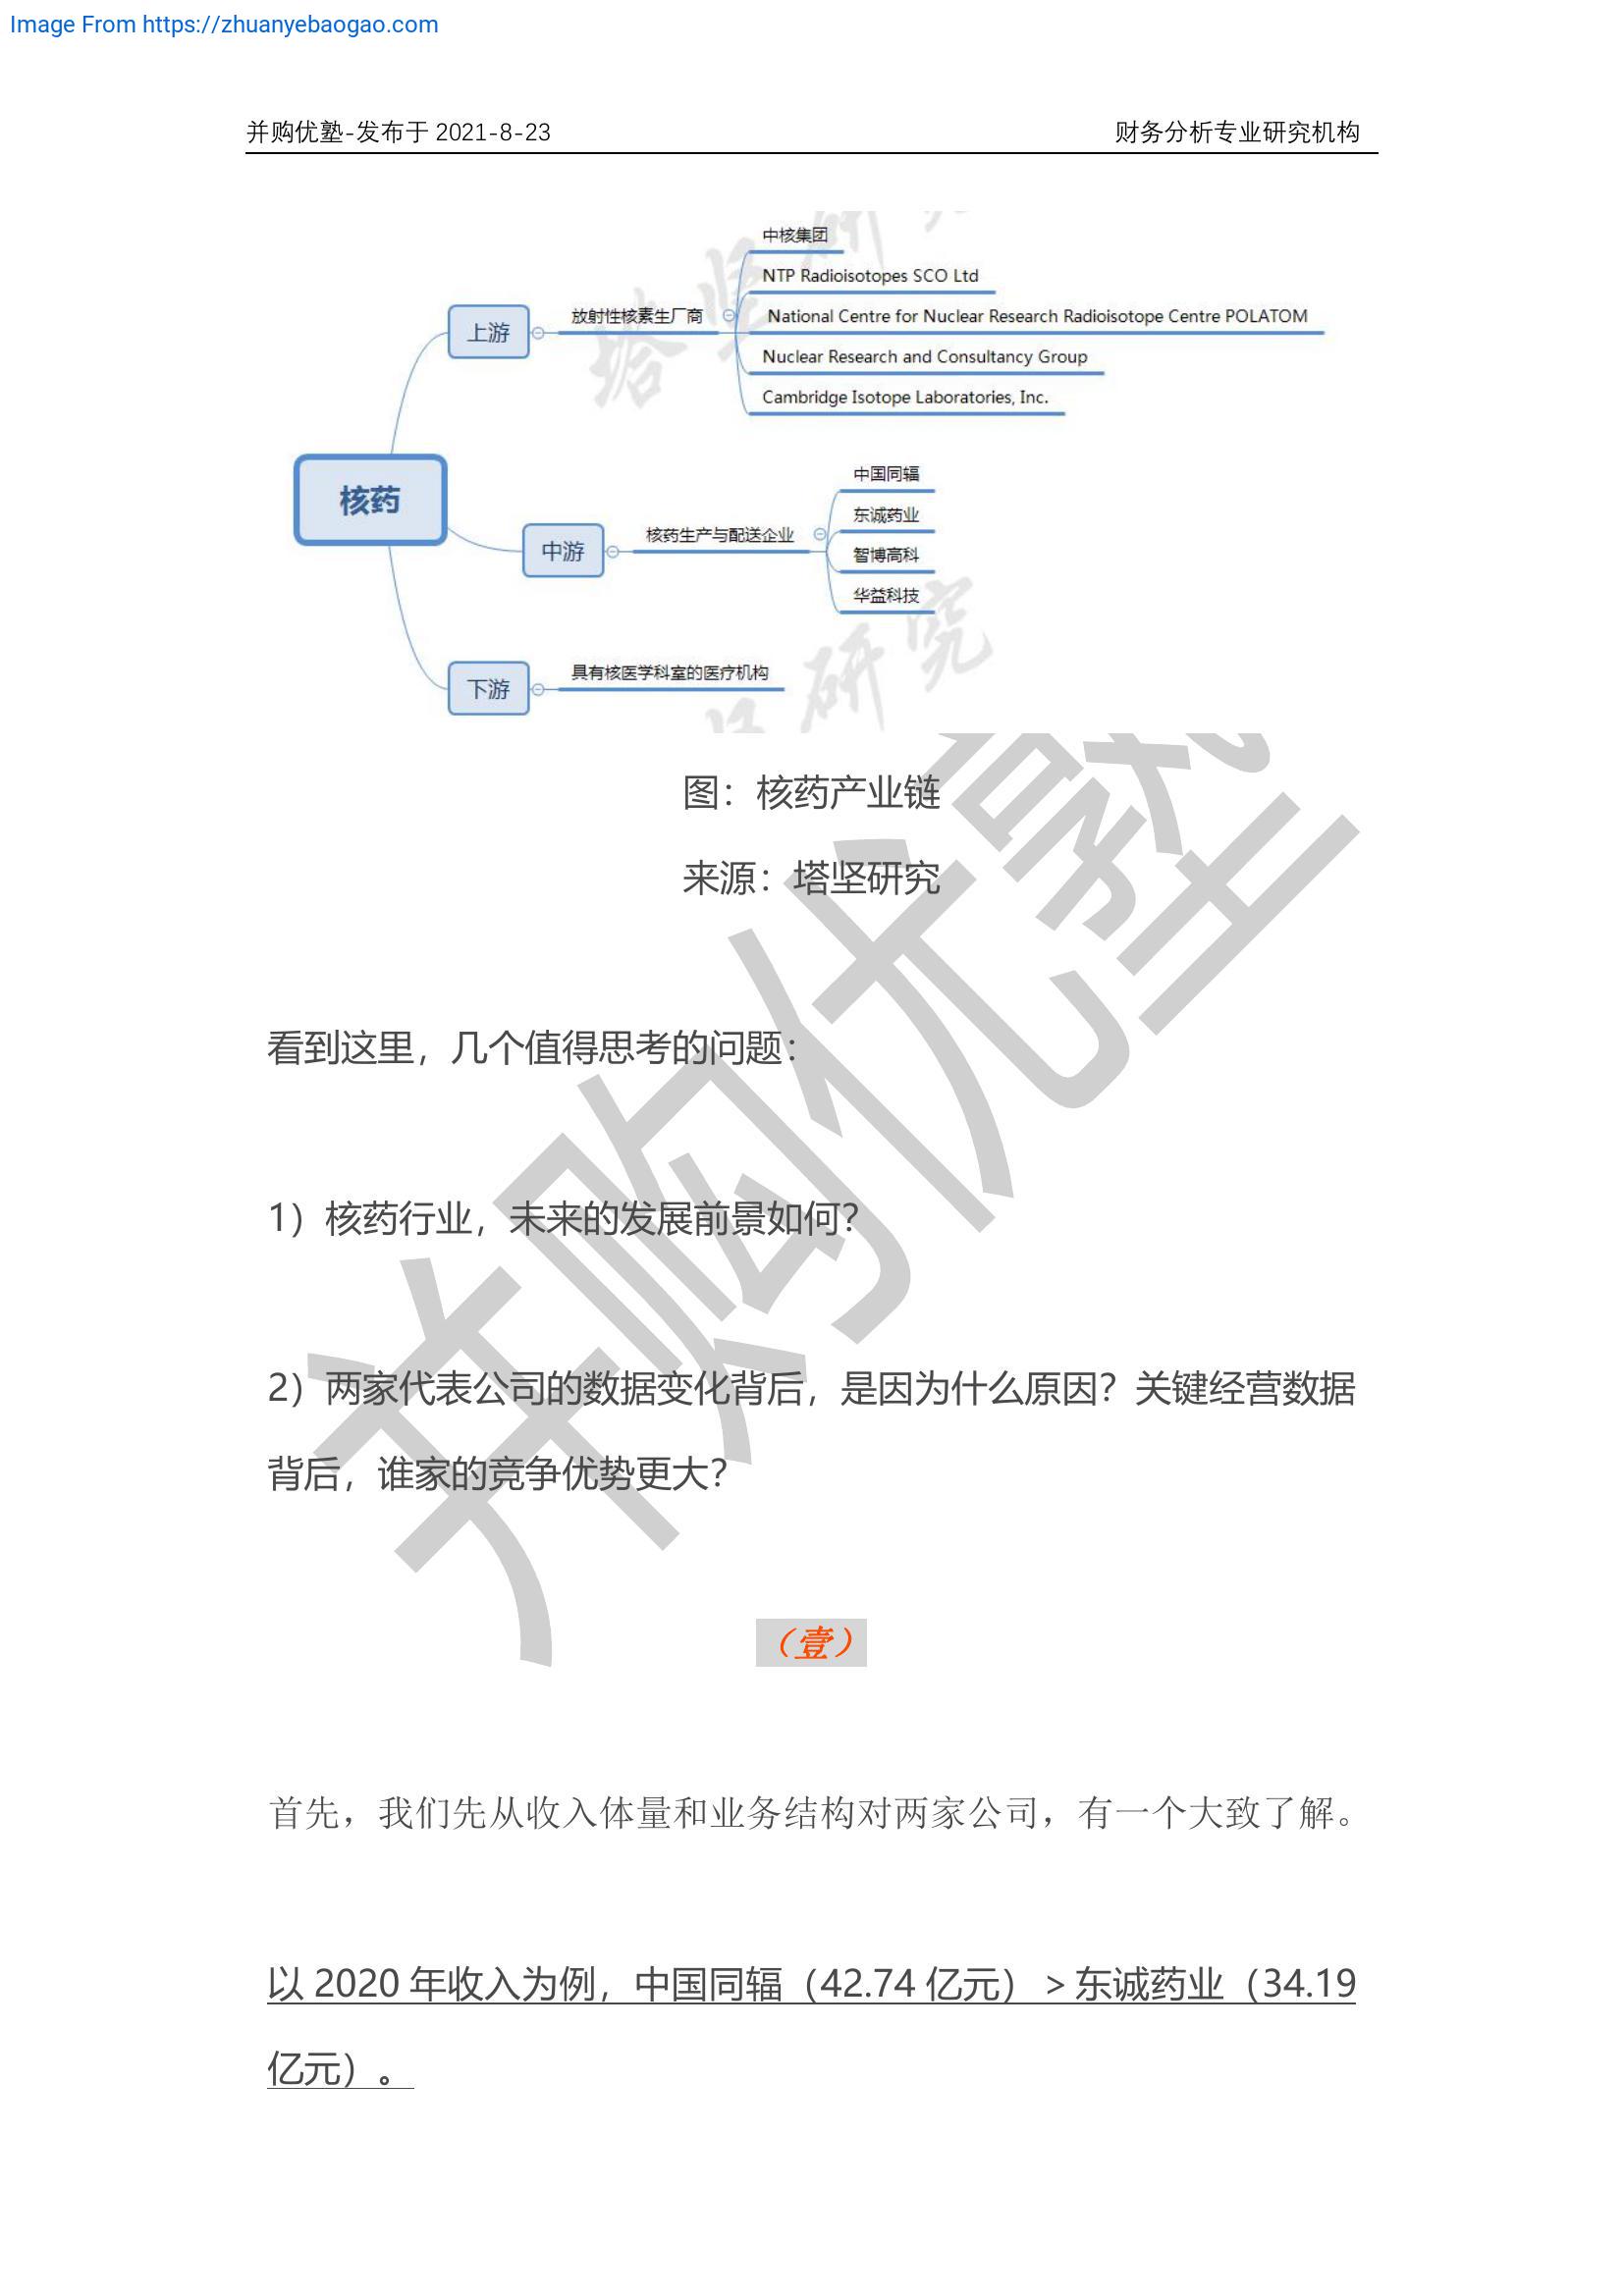 Image From https://zhuanyebaogao.com
并购优塾-发布于 2021-8-23
财务分析专业研究机构
核药
上游
放射性核素生厂商
中核集团
NTP Radioisotopes SCO Ltd
National Centre for Nuclear Research Radioisotope Centre POLATOM
Nuclear Research and Consultancy Group
Cambridge Isotope Laboratories, Inc.
中游
核药生产与配送企业
中国同辐
东诚药业
智博高科
华益科技
下游
具有核医学科室的医疗机构
塔坚研究
坚研究
图：核药产业链
来源：塔坚研究
看到这里，几个值得思考的问题：
1）核药行业，未来的发展前景如何？
2）两家代表公司的数据变化背后，是因为什么原因？关键经营数据
背后，谁家的竞争优势更大？
（壹）
首先，我们先从收入体量和业务结构对两家公司，有一个大致了解。
以 2020 年收入为例，中国同辐（42.74 亿元）＞东诚药业（34.19
亿元）。
并购优塾